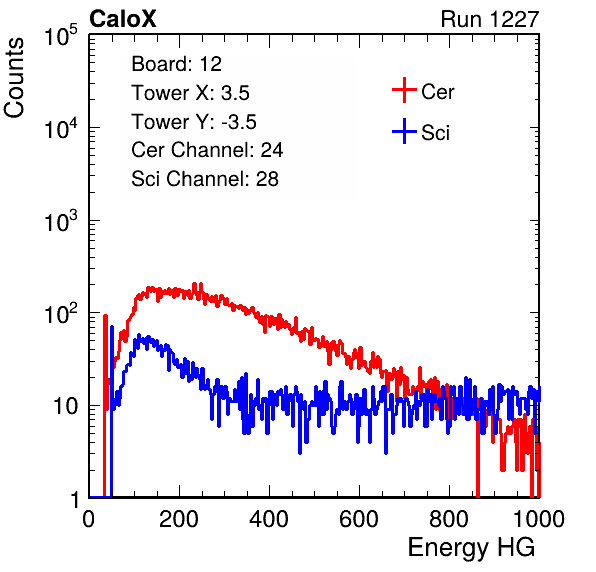 CaloX Run 1227
10^5
Board: 12
Tower X: 3.5
Tower Y: -3.5
Cer Channel: 24
Sci Channel: 28
Cer
Sci
Counts
10^4
10^3
10^2
10
1
0 200 400 600 800 1000
Energy HG